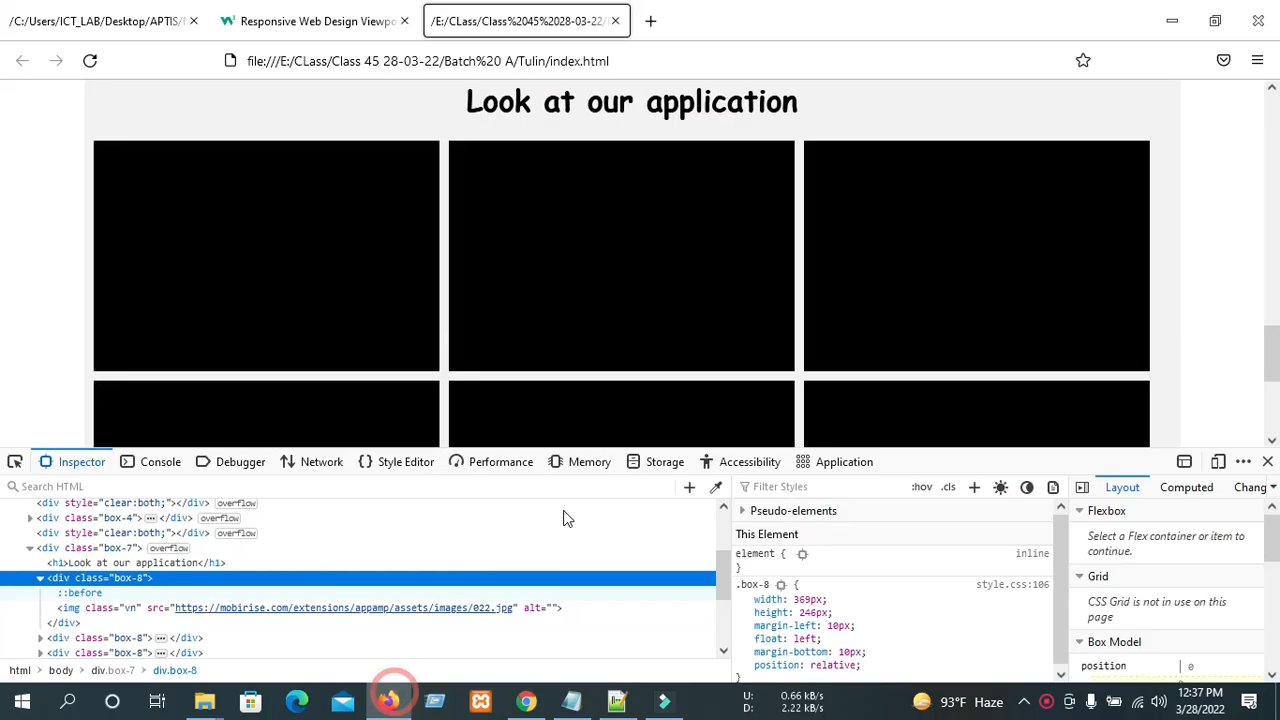 /C:/Users/ICT_LAB/Desktop/APTIS/
Responsive Web Design Viewpo
/E:/CLass/Class%2045%2028-03-22/
file:///E:/CLass/Class 45 28-03-22/Batch%20 A/Tulin/index.html
Look at our application
Inspector Console Debugger Network Style Editor Performance Memory Storage Accessibility Application
Search HTML
Filter Styles
:hov .cls
Layout Computed Chang
<div style="clear:both;"></div> overflow
<div class="box-4"> </div> overflow
<div style="clear:both;"></div> overflow
<div class="box-7"> overflow
<h1>Look at our application</h1>
<div class="box-8">
::before
<img class="vn" src="https://mobirise.com/extensions/appamp/assets/images/022.jpg" alt="">
</div>
<div class="box-8"> </div>
<div class="box-8"> </div>
html body div.box-7 div.box-8
Pseudo-elements
This Element
element { inline
}
.box-8 { style.css:106
width: 369px;
height: 246px;
margin-left: 10px;
float: left;
margin-bottom: 10px;
position: relative;
}
Flexbox
Select a Flex container or item to
continue.
Grid
CSS Grid is not in use on this
page
Box Model
position 0
U: 0.66 kB/s
D: 2.22 kB/s
93°F Haze
12:37 PM
3/28/2022